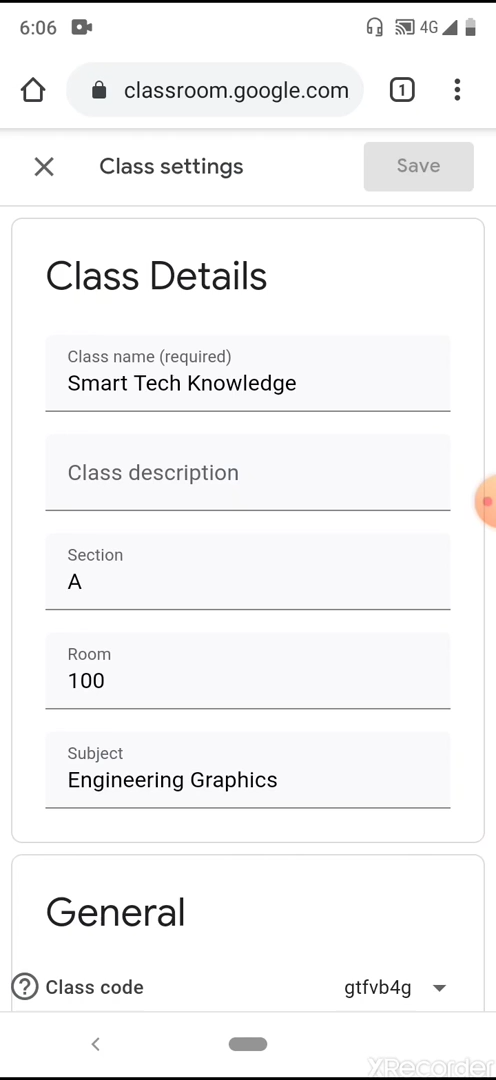 6:06
4G
classroom.google.com
1
Class settings
Save
Class Details
Class name (required)
Smart Tech Knowledge
Class description
Section
A
Room
100
Subject
Engineering Graphics
General
? Class code gtfvb4g
XRecorder